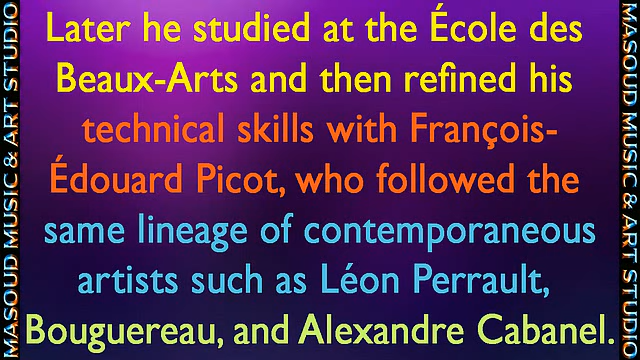 Later he studied at the École des
Beaux-Arts and then refined his
technical skills with François-
Édouard Picot, who followed the
same lineage of contemporaneous
artists such as Léon Perrault,
Bouguereau, and Alexandre Cabanel.
MASOUD MUSIC & ART STUDIO
MASOUD MUSIC & ART STUDIO